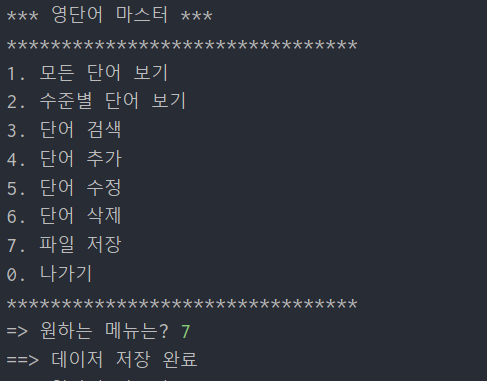 *** 영단어 마스터 ***
********************************
1. 모든 단어 보기
2. 수준별 단어 보기
3. 단어 검색
4. 단어 추가
5. 단어 수정
6. 단어 삭제
7. 파일 저장
0. 나가기
********************************
=> 원하는 메뉴는? 7
==> 데이저 저장 완료